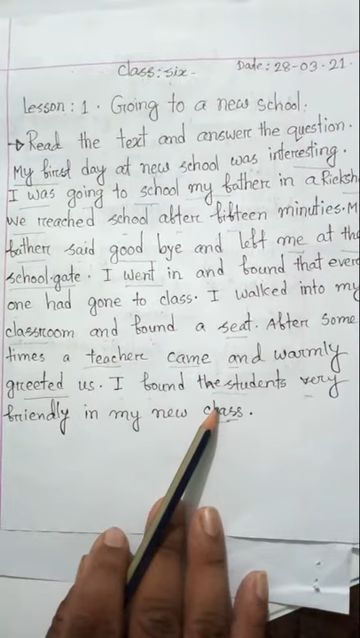 Class: six.
Date: 28-03-21.
Lesson: 1. Going to a new school.
→ Read the text and answer the question.
My first day at new school was interesting.
I was going to school my father in a Riksh
We reached school after fifteen minuties. M
father said good bye and left me at the
school-gate. I went in and found that every
one had gone to class. I walked into my
classroom and found a seat. After some
times a teacher came and warmly
greeted us. I found the students very
friendly in my new class.